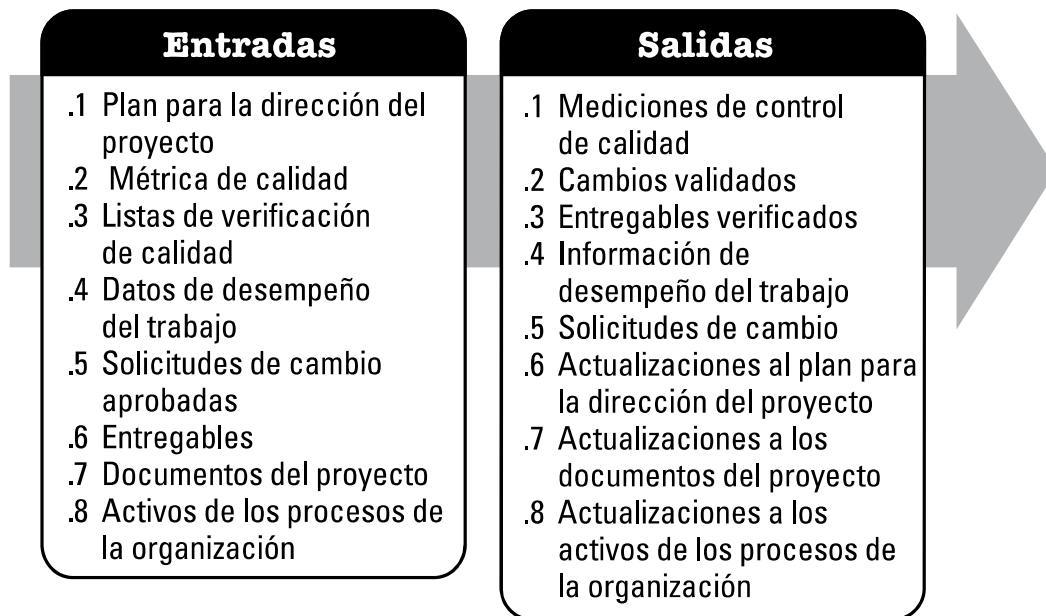 Entradas
.1 Plan para la dirección del
proyecto
.2 Métrica de calidad
.3 Listas de verificación
de calidad
.4 Datos de desempeño
del trabajo
.5 Solicitudes de cambio
aprobadas
.6 Entregables
.7 Documentos del proyecto
.8 Activos de los procesos de
la organización
Salidas
.1 Mediciones de control
de calidad
.2 Cambios validados
.3 Entregables verificados
.4 Información de
desempeño del trabajo
.5 Solicitudes de cambio
.6 Actualizaciones al plan para
la dirección del proyecto
.7 Actualizaciones a los
documentos del proyecto
.8 Actualizaciones a los
activos de los procesos de
la organización